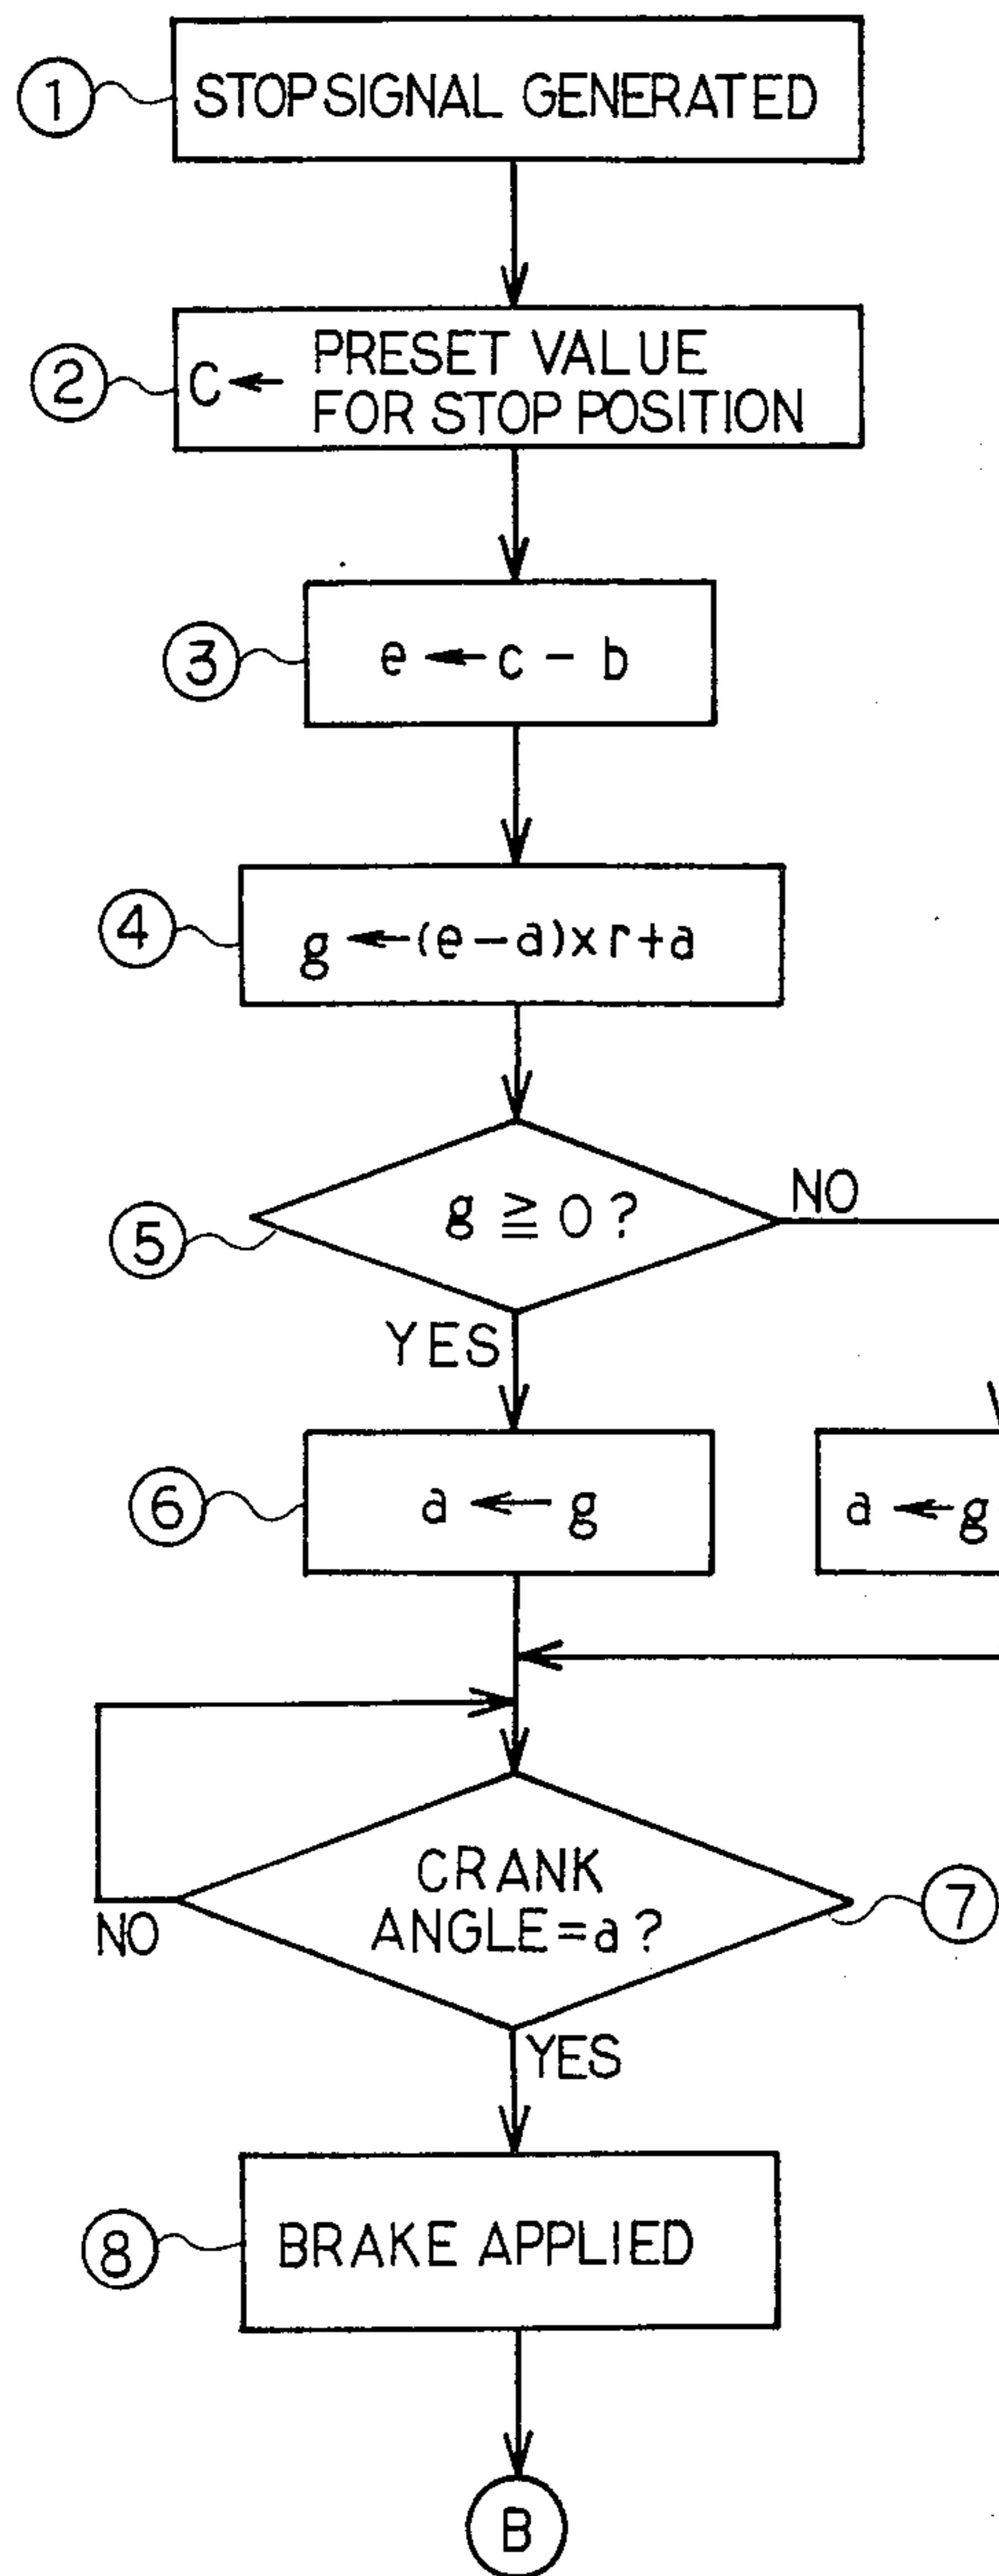 ① STOP SIGNAL GENERATED
② C ← PRESET VALUE
FOR STOP POSITION
③ e ← c - b
④ g ← (e - a) x r + a
⑤ g ≧ 0 ?
NO
YES
⑥ a ← g
a ← g
CRANK
ANGLE = a ?
⑦
NO
YES
⑧ BRAKE APPLIED
B